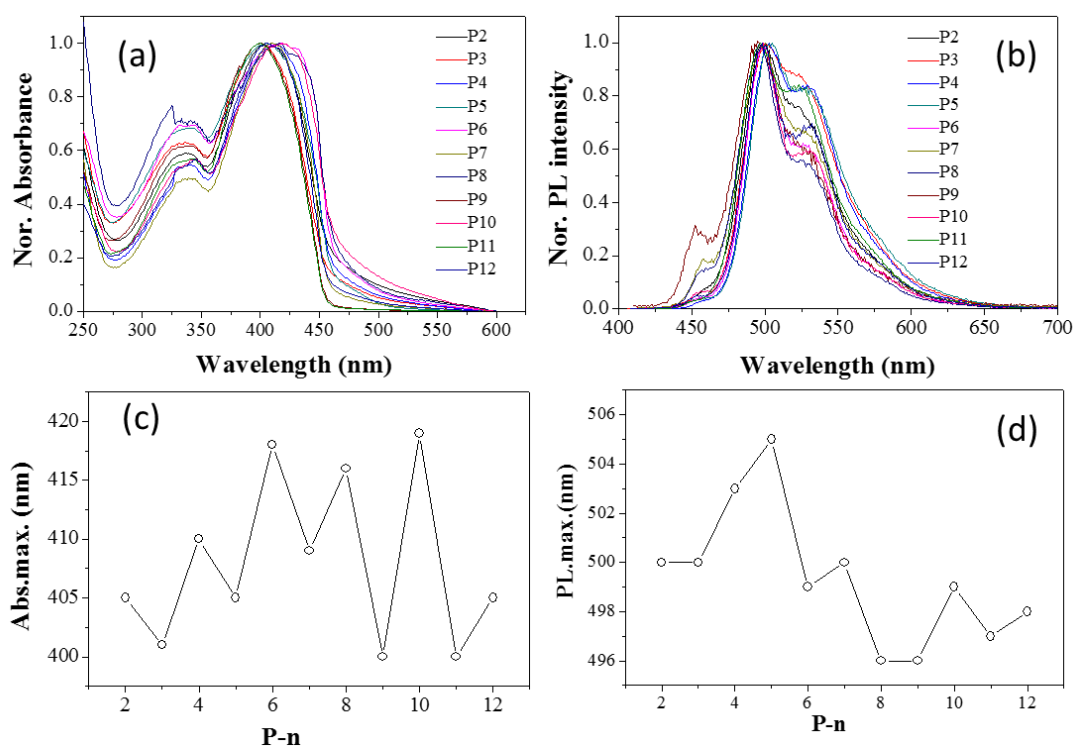 (a)
Nor. Absorbance
1.0
0.8
0.6
0.4
0.2
0.0
250 300 350 400 450 500 550 600
Wavelength (nm)
P2
P3
P4
P5
P6
P7
P8
P9
P10
P11
P12
(b)
Nor. PL intensity
1.0
0.8
0.6
0.4
0.2
0.0
400 450 500 550 600 650 700
Wavelength (nm)
P2
P3
P4
P5
P6
P7
P8
P9
P10
P11
P12
(c)
Abs.max. (nm)
420
415
410
405
400
2 4 6 8 10 12
P-n
(d)
PL.max.(nm)
506
504
502
500
498
496
2 4 6 8 10 12
P-n